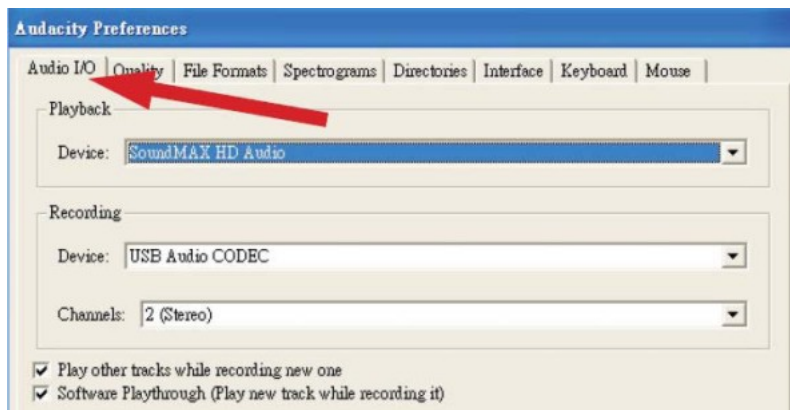 Audacity Preferences
Audio I/O Quality File Formats Spectrograms Directories Interface Keyboard Mouse
Playback
Device: SoundMAX HD Audio
Recording
Device: USB Audio CODEC
Channels: 2 (Stereo)
Play other tracks while recording new one
Software Playthrough (Play new track while recording it)